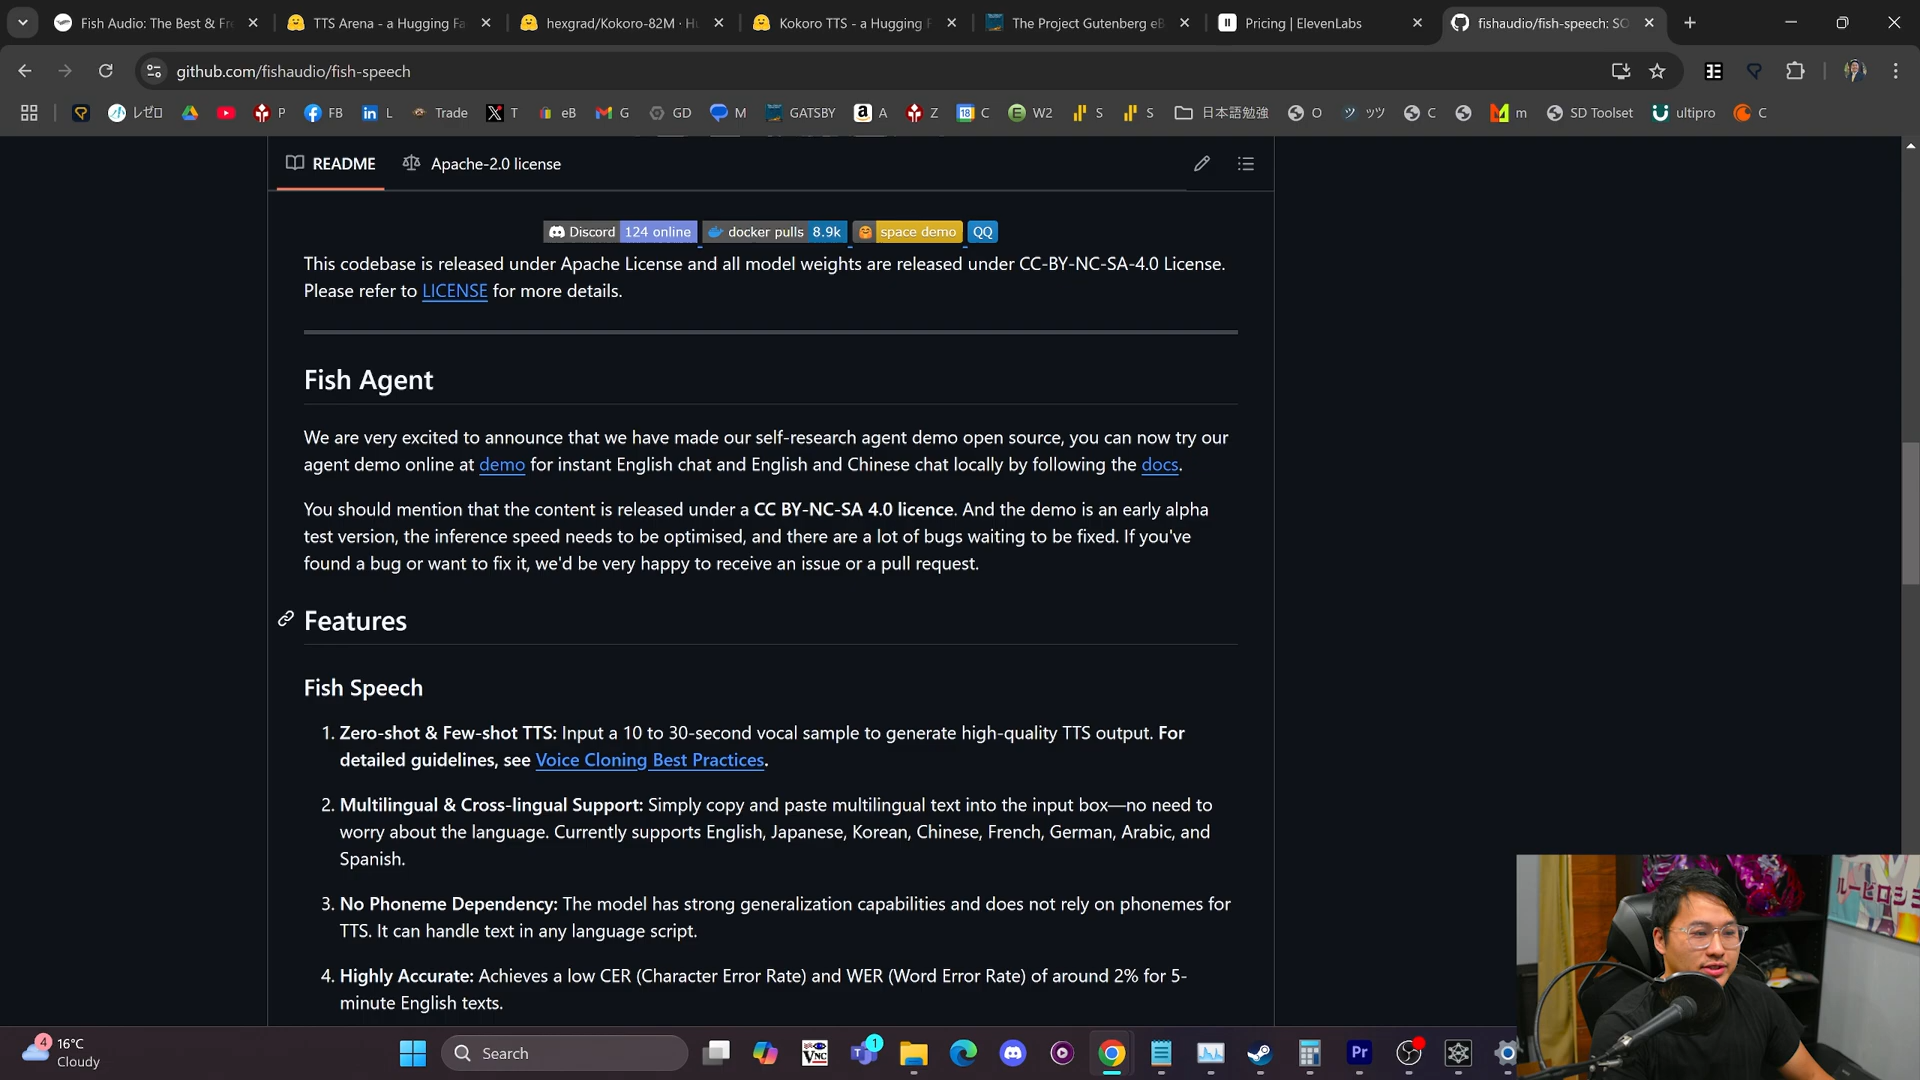 Fish Audio: The Best & Fre
TTS Arena - a Hugging Fa
hexgrad/Kokoro-82M · Hu
Kokoro TTS - a Hugging F
The Project Gutenberg eB
Pricing | ElevenLabs
fishaudio/fish-speech: SO
github.com/fishaudio/fish-speech
レゼロ
P
FB
L
Trade
T
eB
G
GD
M
GATSBY
A
Z
18
C
W2
S
S
日本語勉強
O
ッツ
C
m
SD Toolset
ultipro
C
README
Apache-2.0 license
Discord 124 online
docker pulls 8.9k
space demo
QQ
This codebase is released under Apache License and all model weights are released under CC-BY-NC-SA-4.0 License.
Please refer to LICENSE for more details.
Fish Agent
We are very excited to announce that we have made our self-research agent demo open source, you can now try our
agent demo online at demo for instant English chat and English and Chinese chat locally by following the docs.
You should mention that the content is released under a CC BY-NC-SA 4.0 licence. And the demo is an early alpha
test version, the inference speed needs to be optimised, and there are a lot of bugs waiting to be fixed. If you've
found a bug or want to fix it, we'd be very happy to receive an issue or a pull request.
Features
Fish Speech
1. Zero-shot & Few-shot TTS: Input a 10 to 30-second vocal sample to generate high-quality TTS output. For
detailed guidelines, see Voice Cloning Best Practices.
2. Multilingual & Cross-lingual Support: Simply copy and paste multilingual text into the input box—no need to
worry about the language. Currently supports English, Japanese, Korean, Chinese, French, German, Arabic, and
Spanish.
3. No Phoneme Dependency: The model has strong generalization capabilities and does not rely on phonemes for
TTS. It can handle text in any language script.
4. Highly Accurate: Achieves a low CER (Character Error Rate) and WER (Word Error Rate) of around 2% for 5-
minute English texts.
4
16°C
Cloudy
Search
VNC
1
Pr